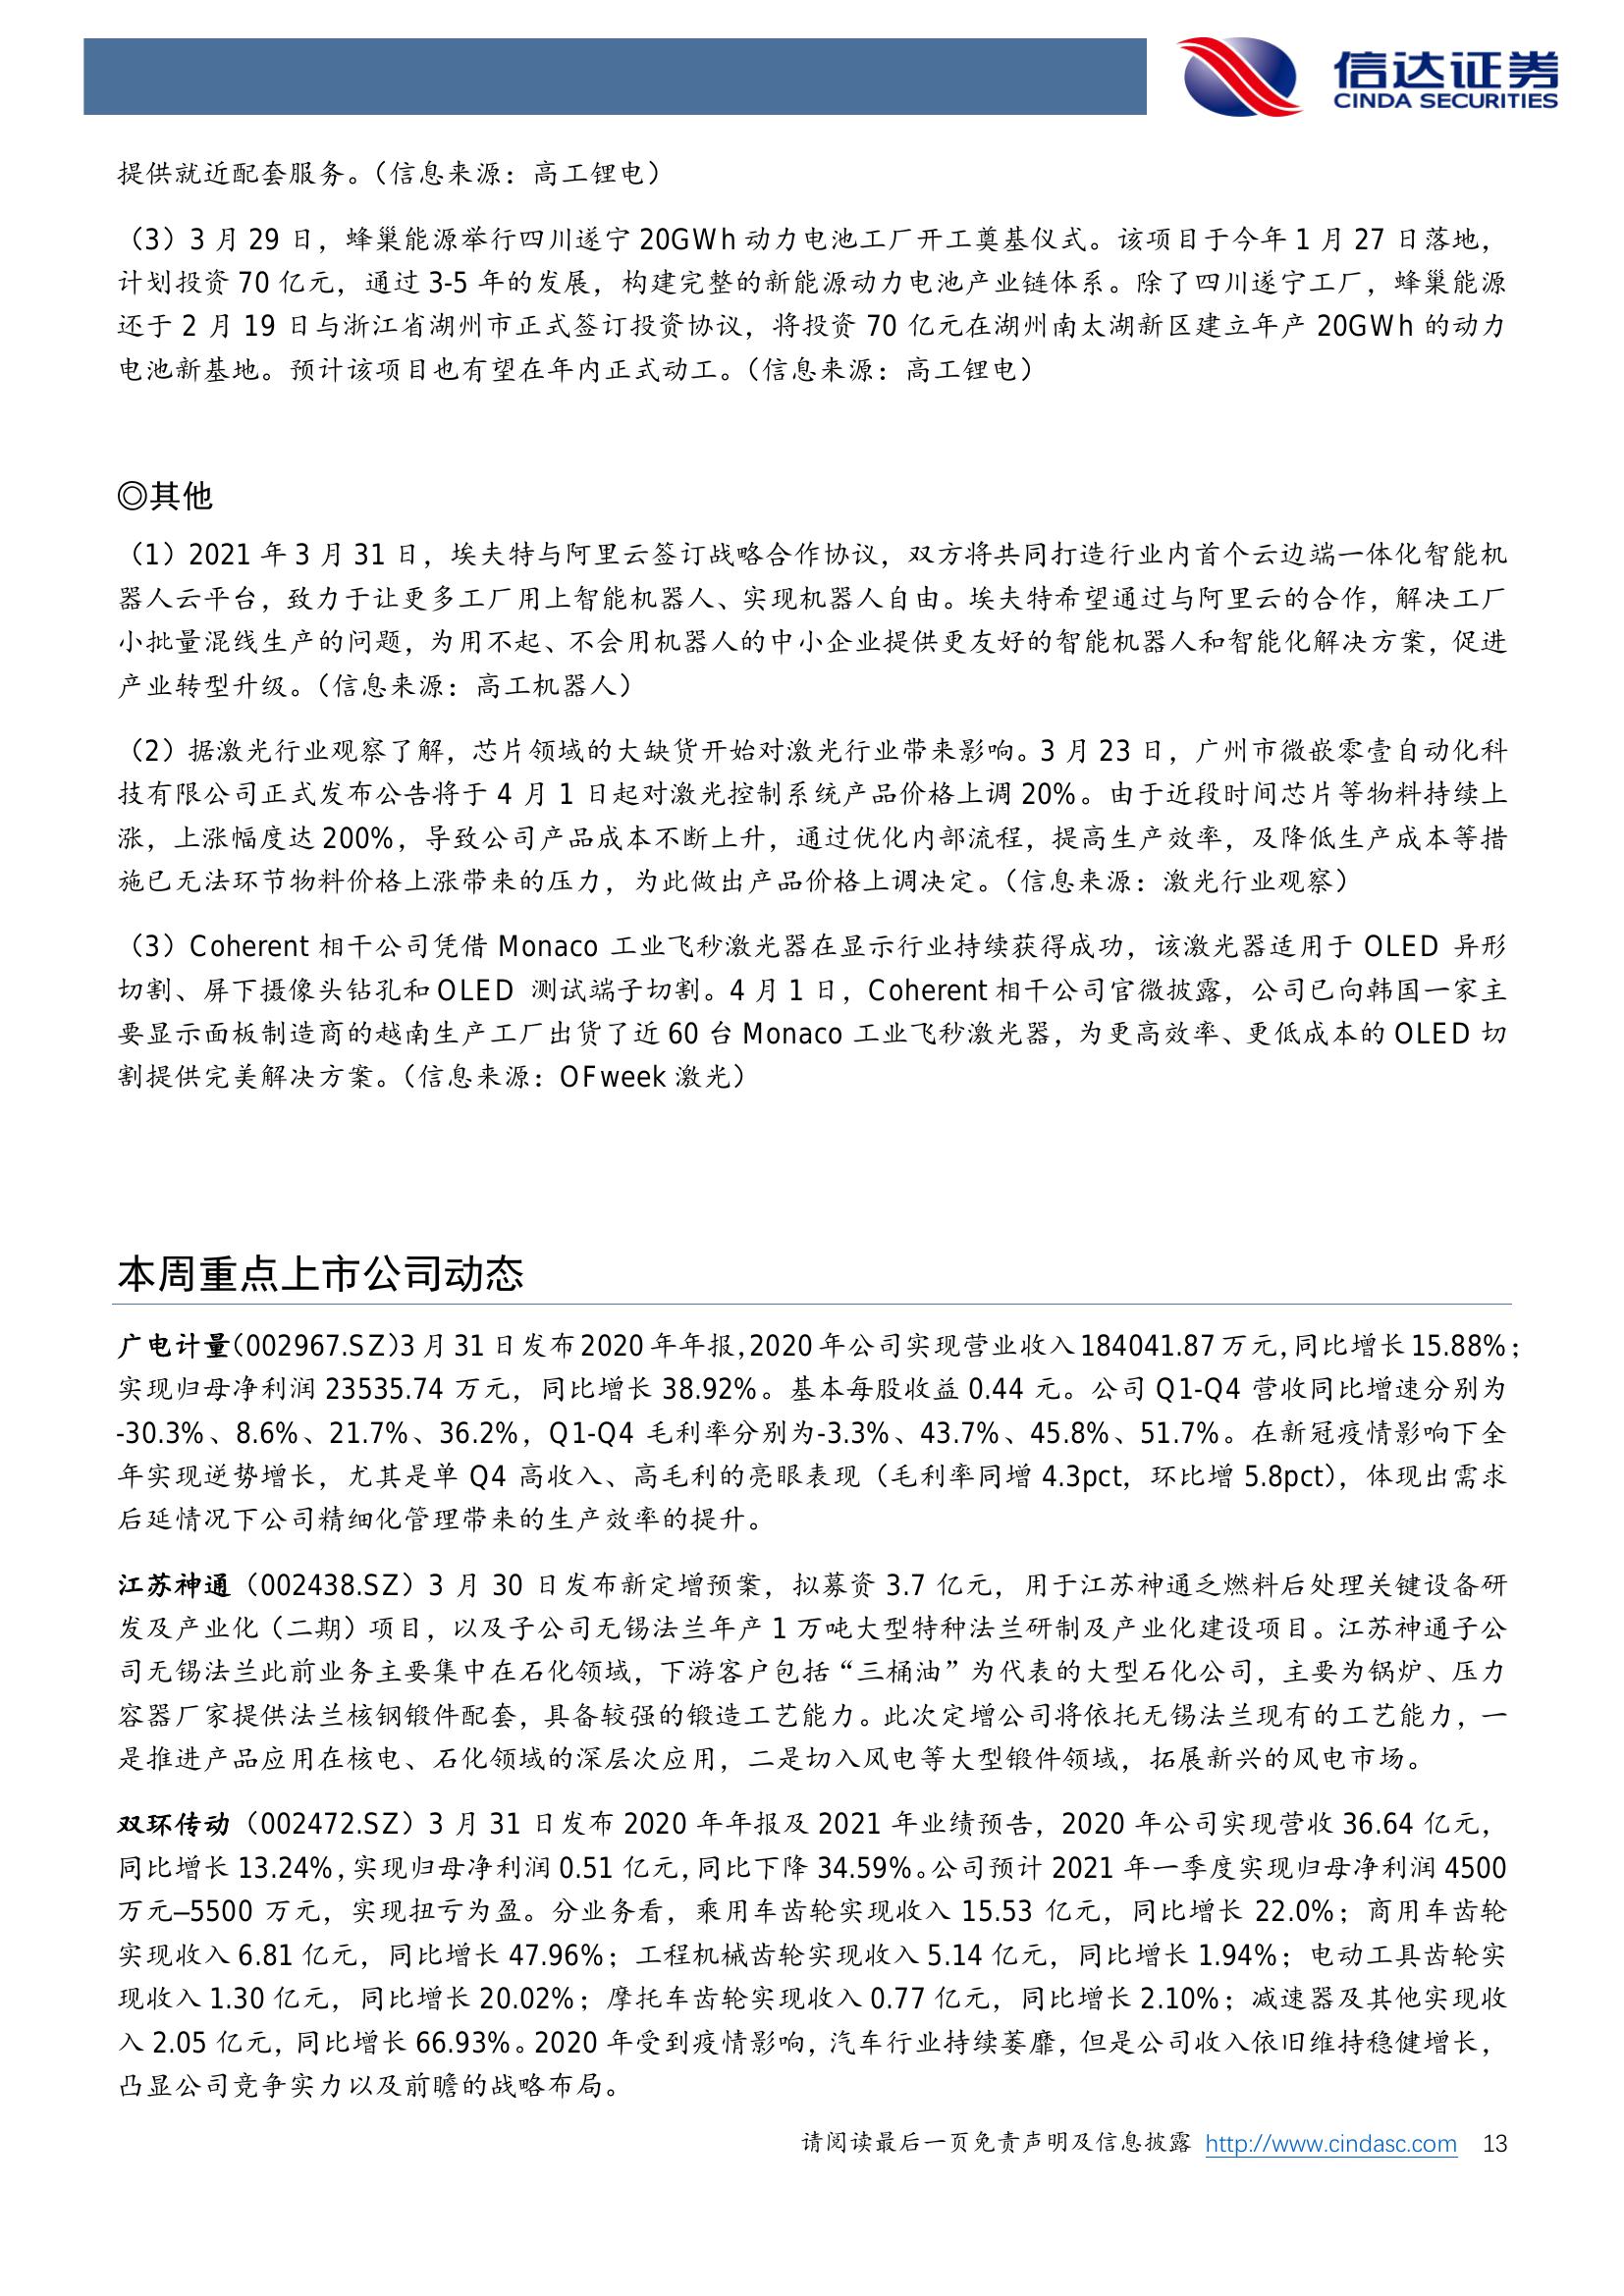 信达证券
CINDA SECURITIES
提供就近配套服务。（信息来源：高工锂电）
（3）3 月 29 日，蜂巢能源举行四川遂宁 20GWh 动力电池工厂开工奠基仪式。该项目于今年 1 月 27 日落地，
计划投资 70 亿元，通过 3-5 年的发展，构建完整的新能源动力电池产业链体系。除了四川遂宁工厂，蜂巢能源
还于 2 月 19 日与浙江省湖州市正式签订投资协议，将投资 70 亿元在湖州南太湖新区建立年产 20GWh 的动力
电池新基地。预计该项目也有望在年内正式动工。（信息来源：高工锂电）
◎其他
（1）2021 年 3 月 31 日，埃夫特与阿里云签订战略合作协议，双方将共同打造行业内首个云边端一体化智能机
器人云平台，致力于让更多工厂用上智能机器人、实现机器人自由。埃夫特希望通过与阿里云的合作，解决工厂
小批量混线生产的问题，为用不起、不会用机器人的中小企业提供更友好的智能机器人和智能化解决方案，促进
产业转型升级。（信息来源：高工机器人）
（2）据激光行业观察了解，芯片领域的大缺货开始对激光行业带来影响。3 月 23 日，广州市微嵌零壹自动化科
技有限公司正式发布公告将于 4 月 1 日起对激光控制系统产品价格上调 20%。由于近段时间芯片等物料持续上
涨，上涨幅度达 200%，导致公司产品成本不断上升，通过优化内部流程，提高生产效率，及降低生产成本等措
施已无法环节物料价格上涨带来的压力，为此做出产品价格上调决定。（信息来源：激光行业观察）
（3）Coherent 相干公司凭借 Monaco 工业飞秒激光器在显示行业持续获得成功，该激光器适用于 OLED 异形
切割、屏下摄像头钻孔和 OLED 测试端子切割。4 月 1 日，Coherent 相干公司官微披露，公司已向韩国一家主
要显示面板制造商的越南生产工厂出货了近 60 台 Monaco 工业飞秒激光器，为更高效率、更低成本的 OLED 切
割提供完美解决方案。（信息来源：OFweek 激光）
本周重点上市公司动态
广电计量（002967.SZ）3 月 31 日发布 2020 年年报，2020 年公司实现营业收入 184041.87 万元，同比增长 15.88%；
实现归母净利润 23535.74 万元，同比增长 38.92%。基本每股收益 0.44 元。公司 Q1-Q4 营收同比增速分别为
-30.3%、8.6%、21.7%、36.2%，Q1-Q4 毛利率分别为-3.3%、43.7%、45.8%、51.7%。在新冠疫情影响下全
年实现逆势增长，尤其是单 Q4 高收入、高毛利的亮眼表现（毛利率同增 4.3pct，环比增 5.8pct），体现出需求
后延情况下公司精细化管理带来的生产效率的提升。
江苏神通（002438.SZ）3 月 30 日发布新定增预案，拟募资 3.7 亿元，用于江苏神通乏燃料后处理关键设备研
发及产业化（二期）项目，以及子公司无锡法兰年产 1 万吨大型特种法兰研制及产业化建设项目。江苏神通子公
司无锡法兰此前业务主要集中在石化领域，下游客户包括“三桶油”为代表的大型石化公司，主要为锅炉、压力
容器厂家提供法兰核钢锻件配套，具备较强的锻造工艺能力。此次定增公司将依托无锡法兰现有的工艺能力，一
是推进产品应用在核电、石化领域的深层次应用，二是切入风电等大型锻件领域，拓展新兴的风电市场。
双环传动（002472.SZ）3 月 31 日发布 2020 年年报及 2021 年业绩预告，2020 年公司实现营收 36.64 亿元，
同比增长 13.24%，实现归母净利润 0.51 亿元，同比下降 34.59%。公司预计 2021 年一季度实现归母净利润 4500
万元—5500 万元，实现扭亏为盈。分业务看，乘用车齿轮实现收入 15.53 亿元，同比增长 22.0%；商用车齿轮
实现收入 6.81 亿元，同比增长 47.96%；工程机械齿轮实现收入 5.14 亿元，同比增长 1.94%；电动工具齿轮实
现收入 1.30 亿元，同比增长 20.02%；摩托车齿轮实现收入 0.77 亿元，同比增长 2.10%；减速器及其他实现收
入 2.05 亿元，同比增长 66.93%。2020 年受到疫情影响，汽车行业持续萎靡，但是公司收入依旧维持稳健增长，
凸显公司竞争实力以及前瞻的战略布局。
请阅读最后一页免责声明及信息披露 http://www.cindasc.com 13